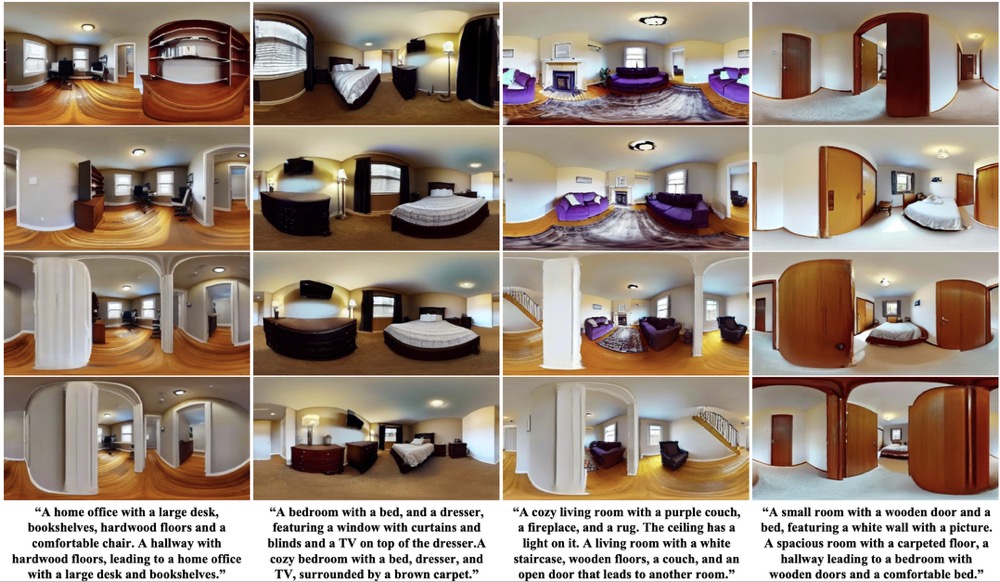 “A home office with a large desk,
bookshelves, hardwood floors and a
comfortable chair. A hallway with
hardwood floors, leading to a home office
with a large desk and bookshelves.”
“A bedroom with a bed, and a dresser,
featuring a window with curtains and
blinds and a TV on top of the dresser.A
cozy bedroom with a bed, dresser, and
TV, surrounded by a brown carpet.”
“A cozy living room with a purple couch,
a fireplace, and a rug. The ceiling has a
light on it. A living room with a white
staircase, wooden floors, a couch, and an
open door that leads to another room.”
“A small room with a wooden door and a
bed, featuring a white wall with a picture.
A spacious room with a carpeted floor, a
hallway leading to a bedroom with
wooden doors and a comfortable bed.”